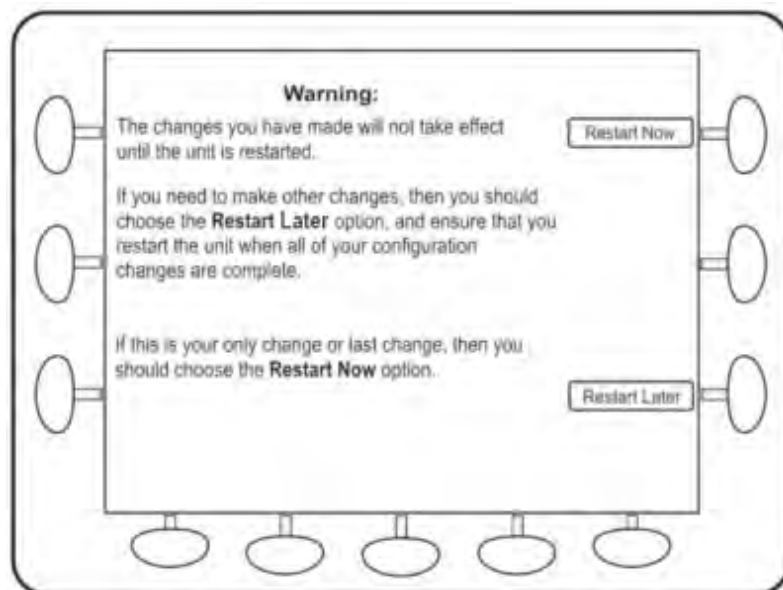 Warning:
The changes you have made will not take effect
until the unit is restarted.
Restart Now
If you need to make other changes, then you should
choose the Restart Later option, and ensure that you
restart the unit when all of your configuration
changes are complete.
If this is your only change or last change, then you
should choose the Restart Now option.
Restart Later